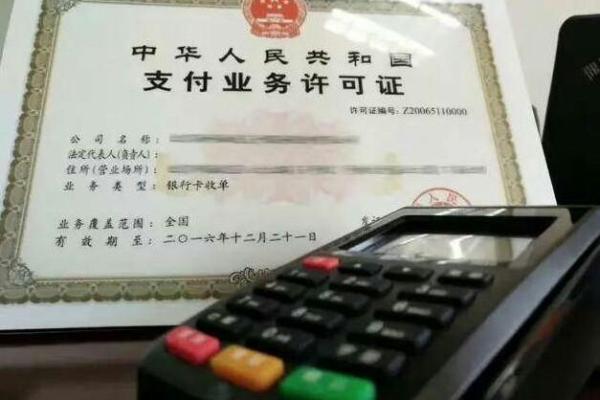 中华人民共和国
支付业务许可证
许可证编号: Z20065110000
公司名称:
法定代表人(负责人):
住所(营业场所):
业务类型: 银行卡收单
业务覆盖范围: 全国
有效期至: 二〇一六年十二月二十一日